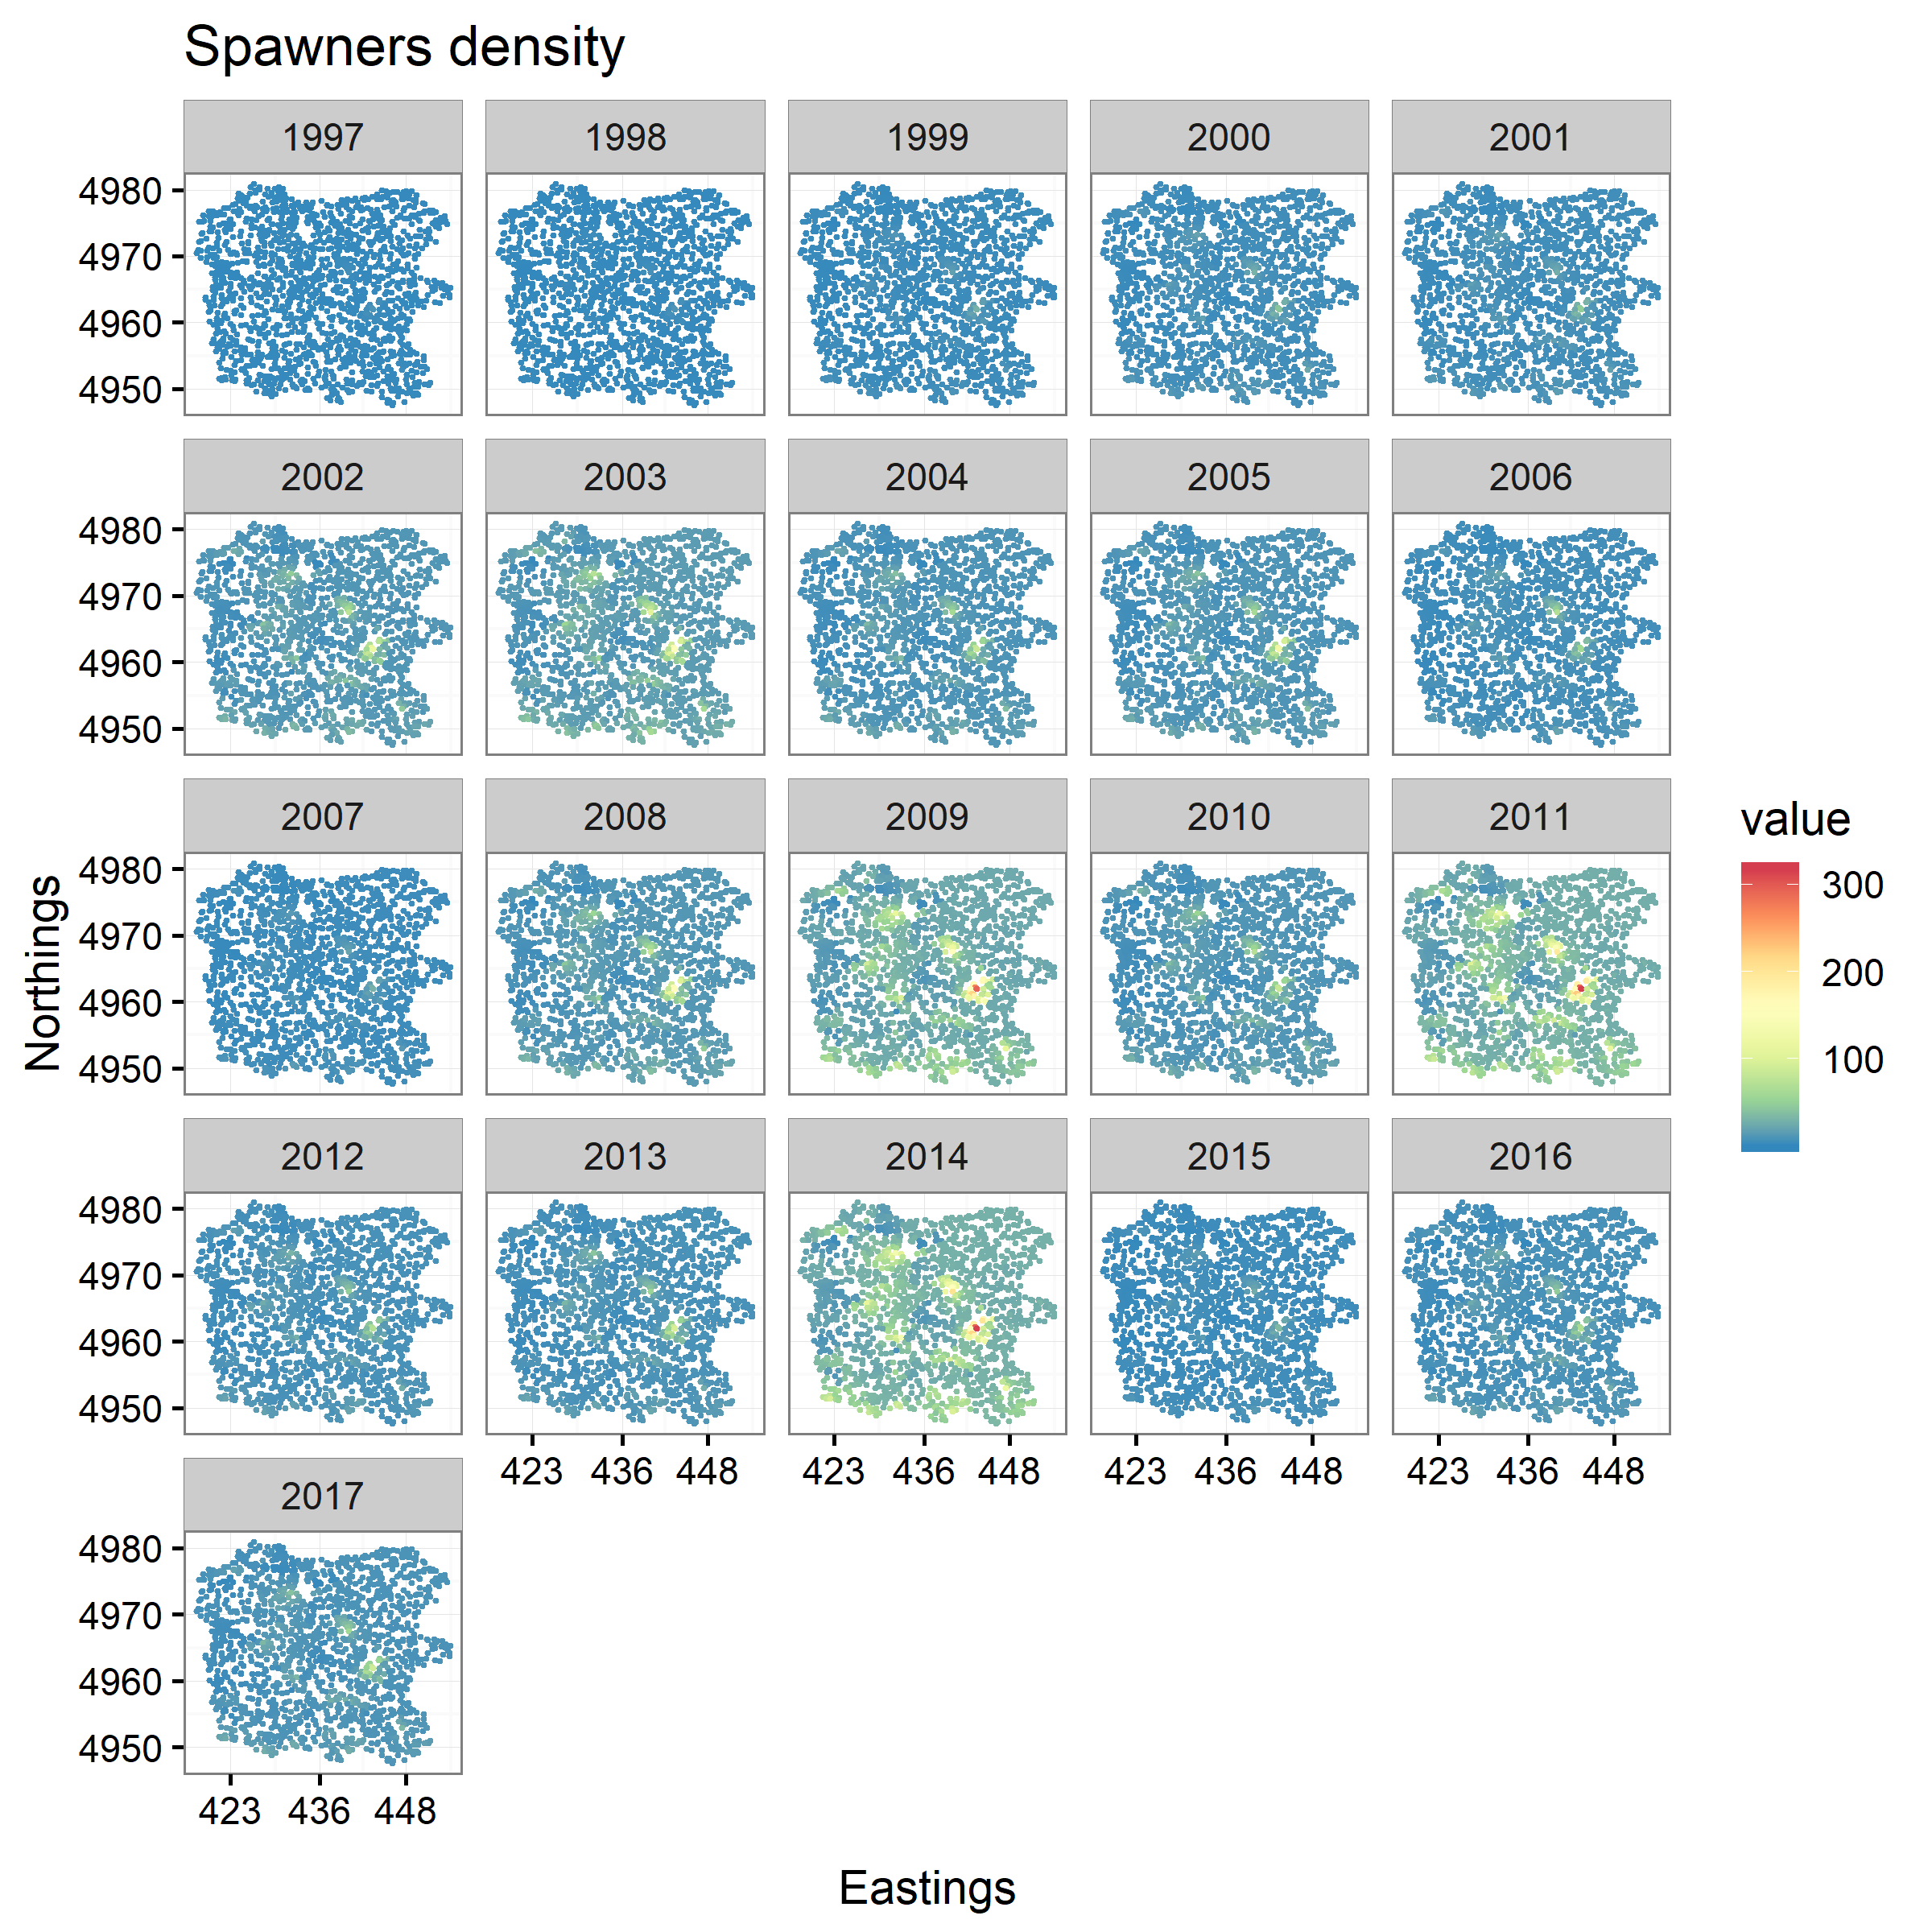 Spawners density
1997 1998 1999 2000 2001
4980
4970
4960
4950
2002 2003 2004 2005 2006
4980
4970
4960
4950
2007 2008 2009 2010 2011
4980
4970
4960
4950
Northings
value
300
200
100
2012 2013 2014 2015 2016
4980
4970
4960
4950
423 436 448 423 436 448 423 436 448 423 436 448
2017
4980
4970
4960
4950
423 436 448
Eastings